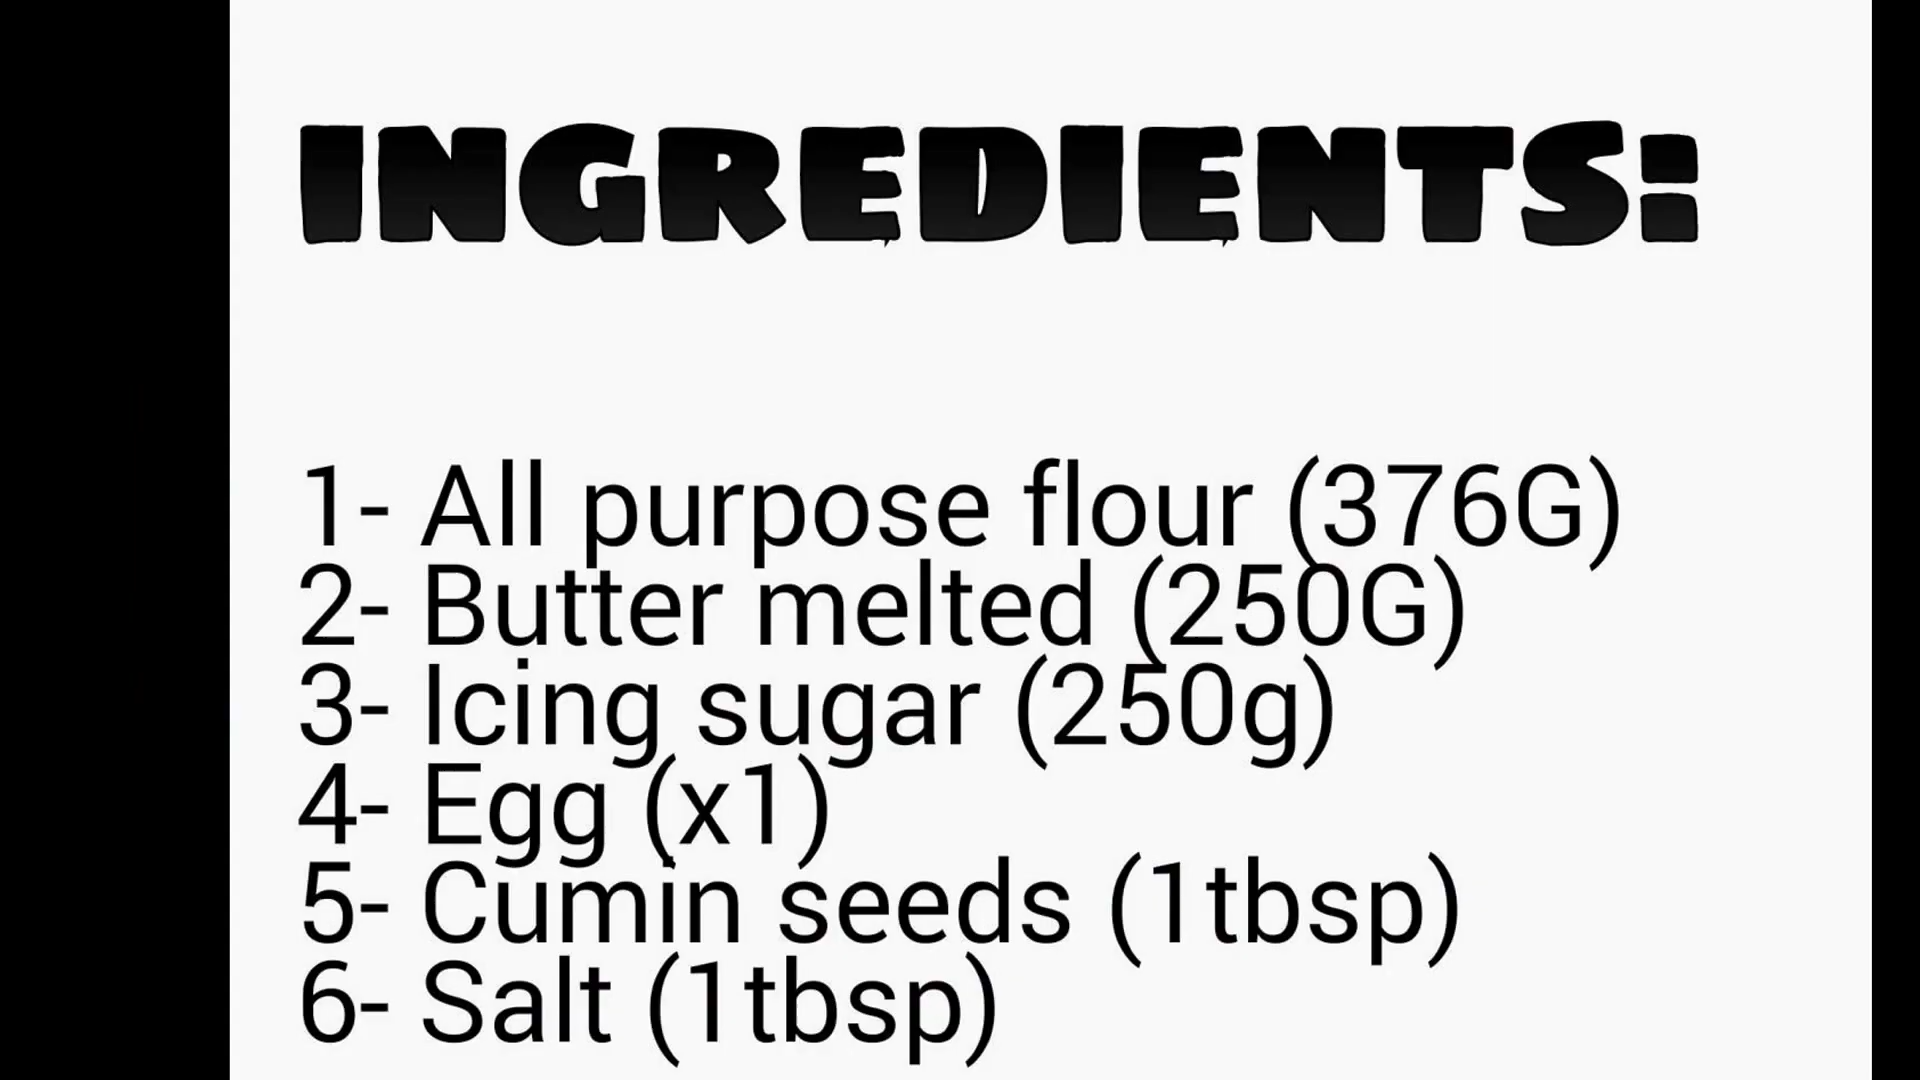 INGREDIENTS:
1- All purpose flour (376G)
2- Butter melted (250G)
3- Icing sugar (250g)
4- Egg (x1)
5- Cumin seeds (1tbsp)
6- Salt (1tbsp)